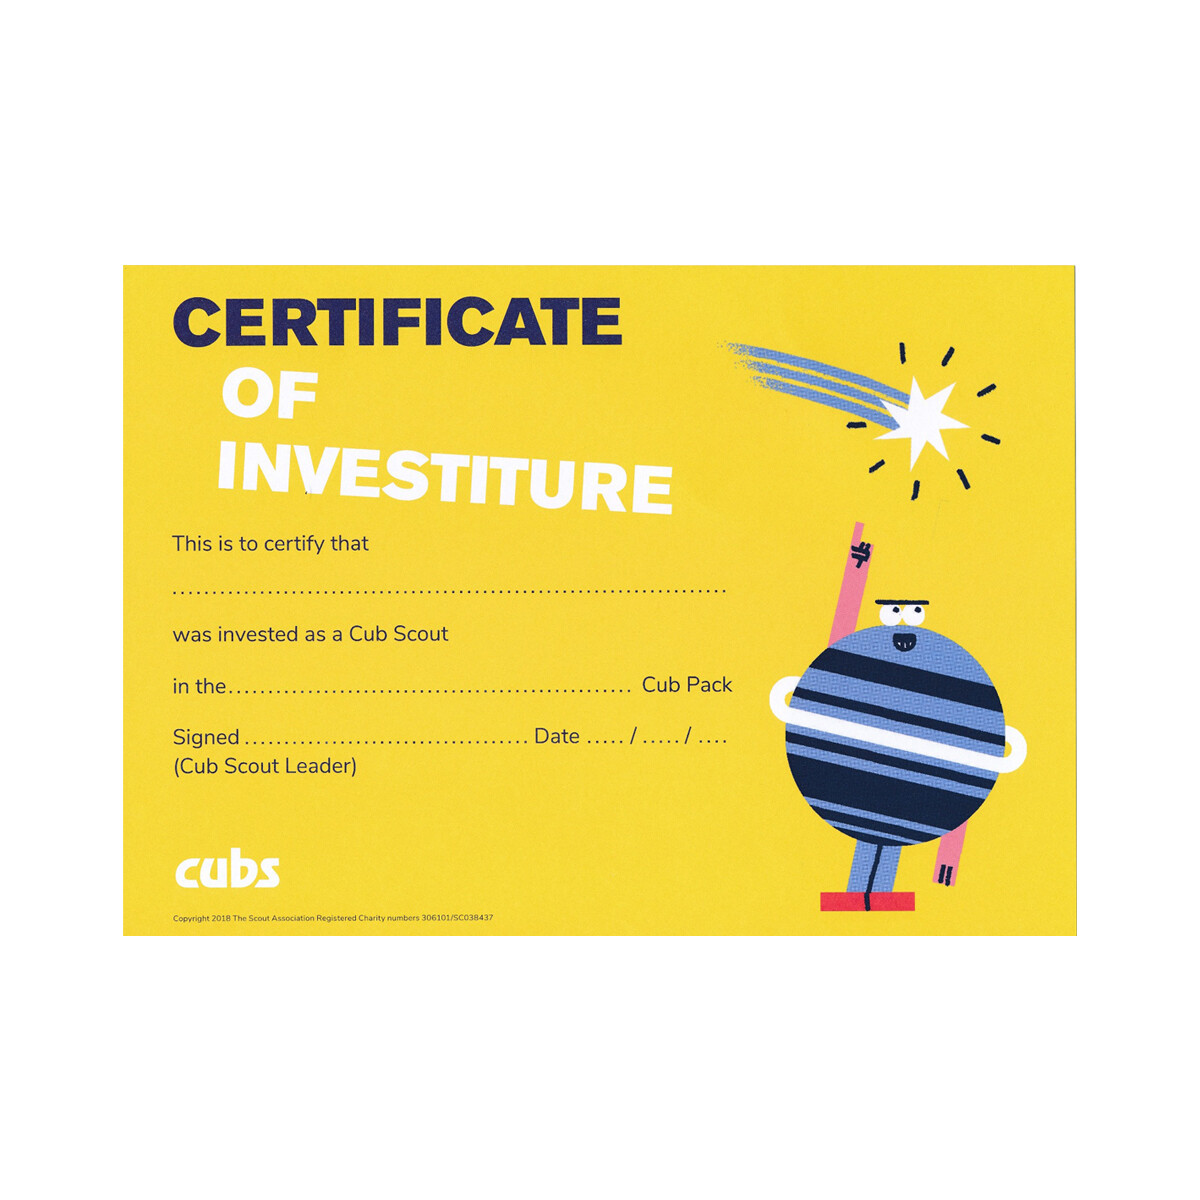 CERTIFICATE
OF
INVESTITURE
This is to certify that
................................................................................
was invested as a Cub Scout
in the.................................................... Cub Pack
Signed.................................... Date ..... / ..... / ....
(Cub Scout Leader)
cubs
Copyright 2018 The Scout Association Registered Charity numbers 306101/SC038437